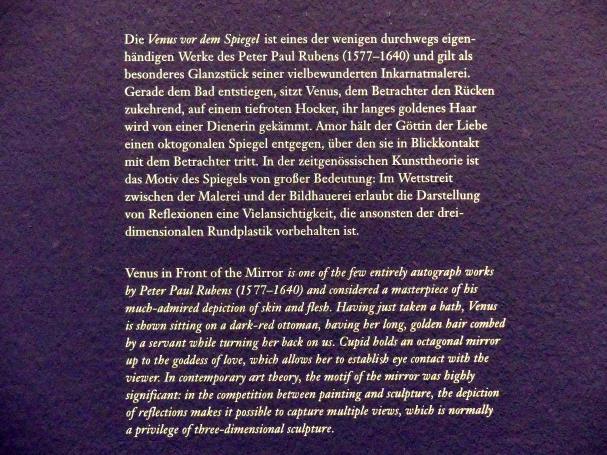 Die Venus vor dem Spiegel ist eines der wenigen durchwegs eigen-
händigen Werke des Peter Paul Rubens (1577–1640) und gilt als
besonderes Glanzstück seiner vielbewunderten Inkarnatmalerei.
Gerade dem Bad entstiegen, sitzt Venus, dem Betrachter den Rücken
zukehrend, auf einem tiefroten Hocker, ihr langes goldenes Haar
wird von einer Dienerin gekämmt. Amor hält der Göttin der Liebe
einen oktogonalen Spiegel entgegen, über den sie in Blickkontakt
mit dem Betrachter tritt. In der zeitgenössischen Kunsttheorie ist
das Motiv des Spiegels von großer Bedeutung: Im Wettstreit
zwischen der Malerei und der Bildhauerei erlaubt die Darstellung
von Reflexionen eine Vielansichtigkeit, die ansonsten der drei-
dimensionalen Rundplastik vorbehalten ist.
Venus in Front of the Mirror is one of the few entirely autograph works
by Peter Paul Rubens (1577–1640) and considered a masterpiece of his
much-admired depiction of skin and flesh. Having just taken a bath, Venus
is shown sitting on a dark-red ottoman, having her long, golden hair combed
by a servant while turning her back on us. Cupid holds an octagonal mirror
up to the goddess of love, which allows her to establish eye contact with the
viewer. In contemporary art theory, the motif of the mirror was highly
significant: in the competition between painting and sculpture, the depiction
of reflections makes it possible to capture multiple views, which is normally
a privilege of three-dimensional sculpture.